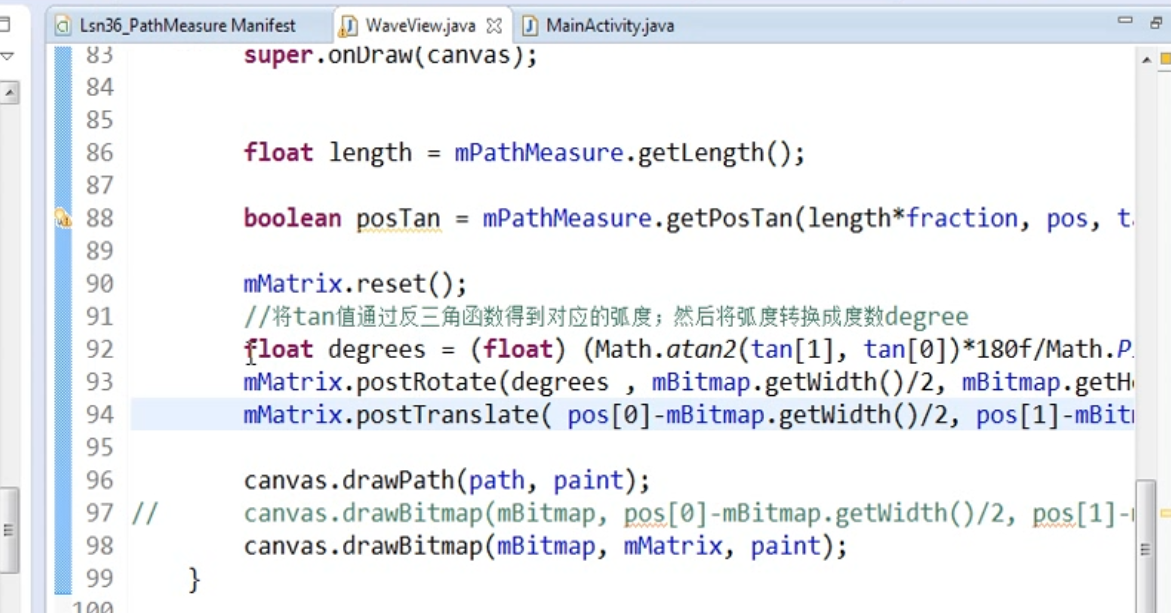 Lsn36_PathMeasure Manifest WaveView.java MainActivity.java
83 super.onDraw(canvas);
84
85
86 float length = mPathMeasure.getLength();
87
88 boolean posTan = mPathMeasure.getPosTan(length*fraction, pos, t
89
90 mMatrix.reset();
91 //将tan值通过反三角函数得到对应的弧度；然后将弧度转换成度数degree
92 float degrees = (float) (Math.atan2(tan[1], tan[0])*180f/Math.P
93 mMatrix.postRotate(degrees , mBitmap.getWidth()/2, mBitmap.getH
94 mMatrix.postTranslate( pos[0]-mBitmap.getWidth()/2, pos[1]-mBit
95
96 canvas.drawPath(path, paint);
97 // canvas.drawBitmap(mBitmap, pos[0]-mBitmap.getWidth()/2, pos[1]-
98 canvas.drawBitmap(mBitmap, mMatrix, paint);
99 }
100